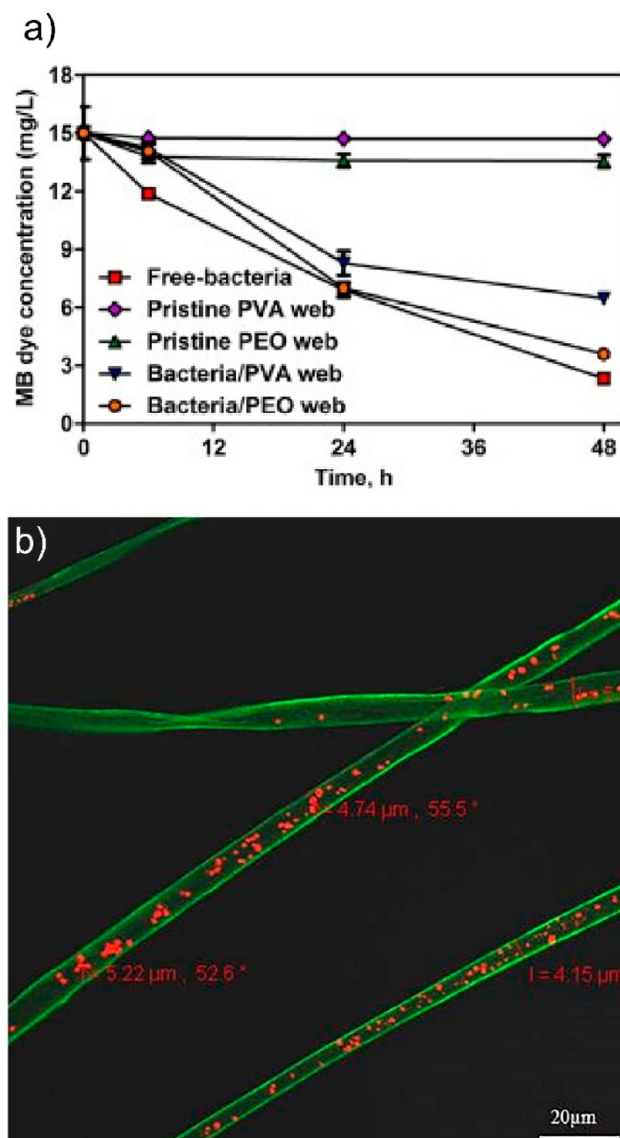 a)
MB dye concentration (mg/L)
18
15
12
9
6
3
0
Free-bacteria
Pristine PVA web
Pristine PEO web
Bacteria/PVA web
Bacteria/PEO web
0 12 24 36 48
Time, h
b)
4.74 µm , 55.5 °
5.22 µm , 52.6 °
l = 4.15 µm
20µm